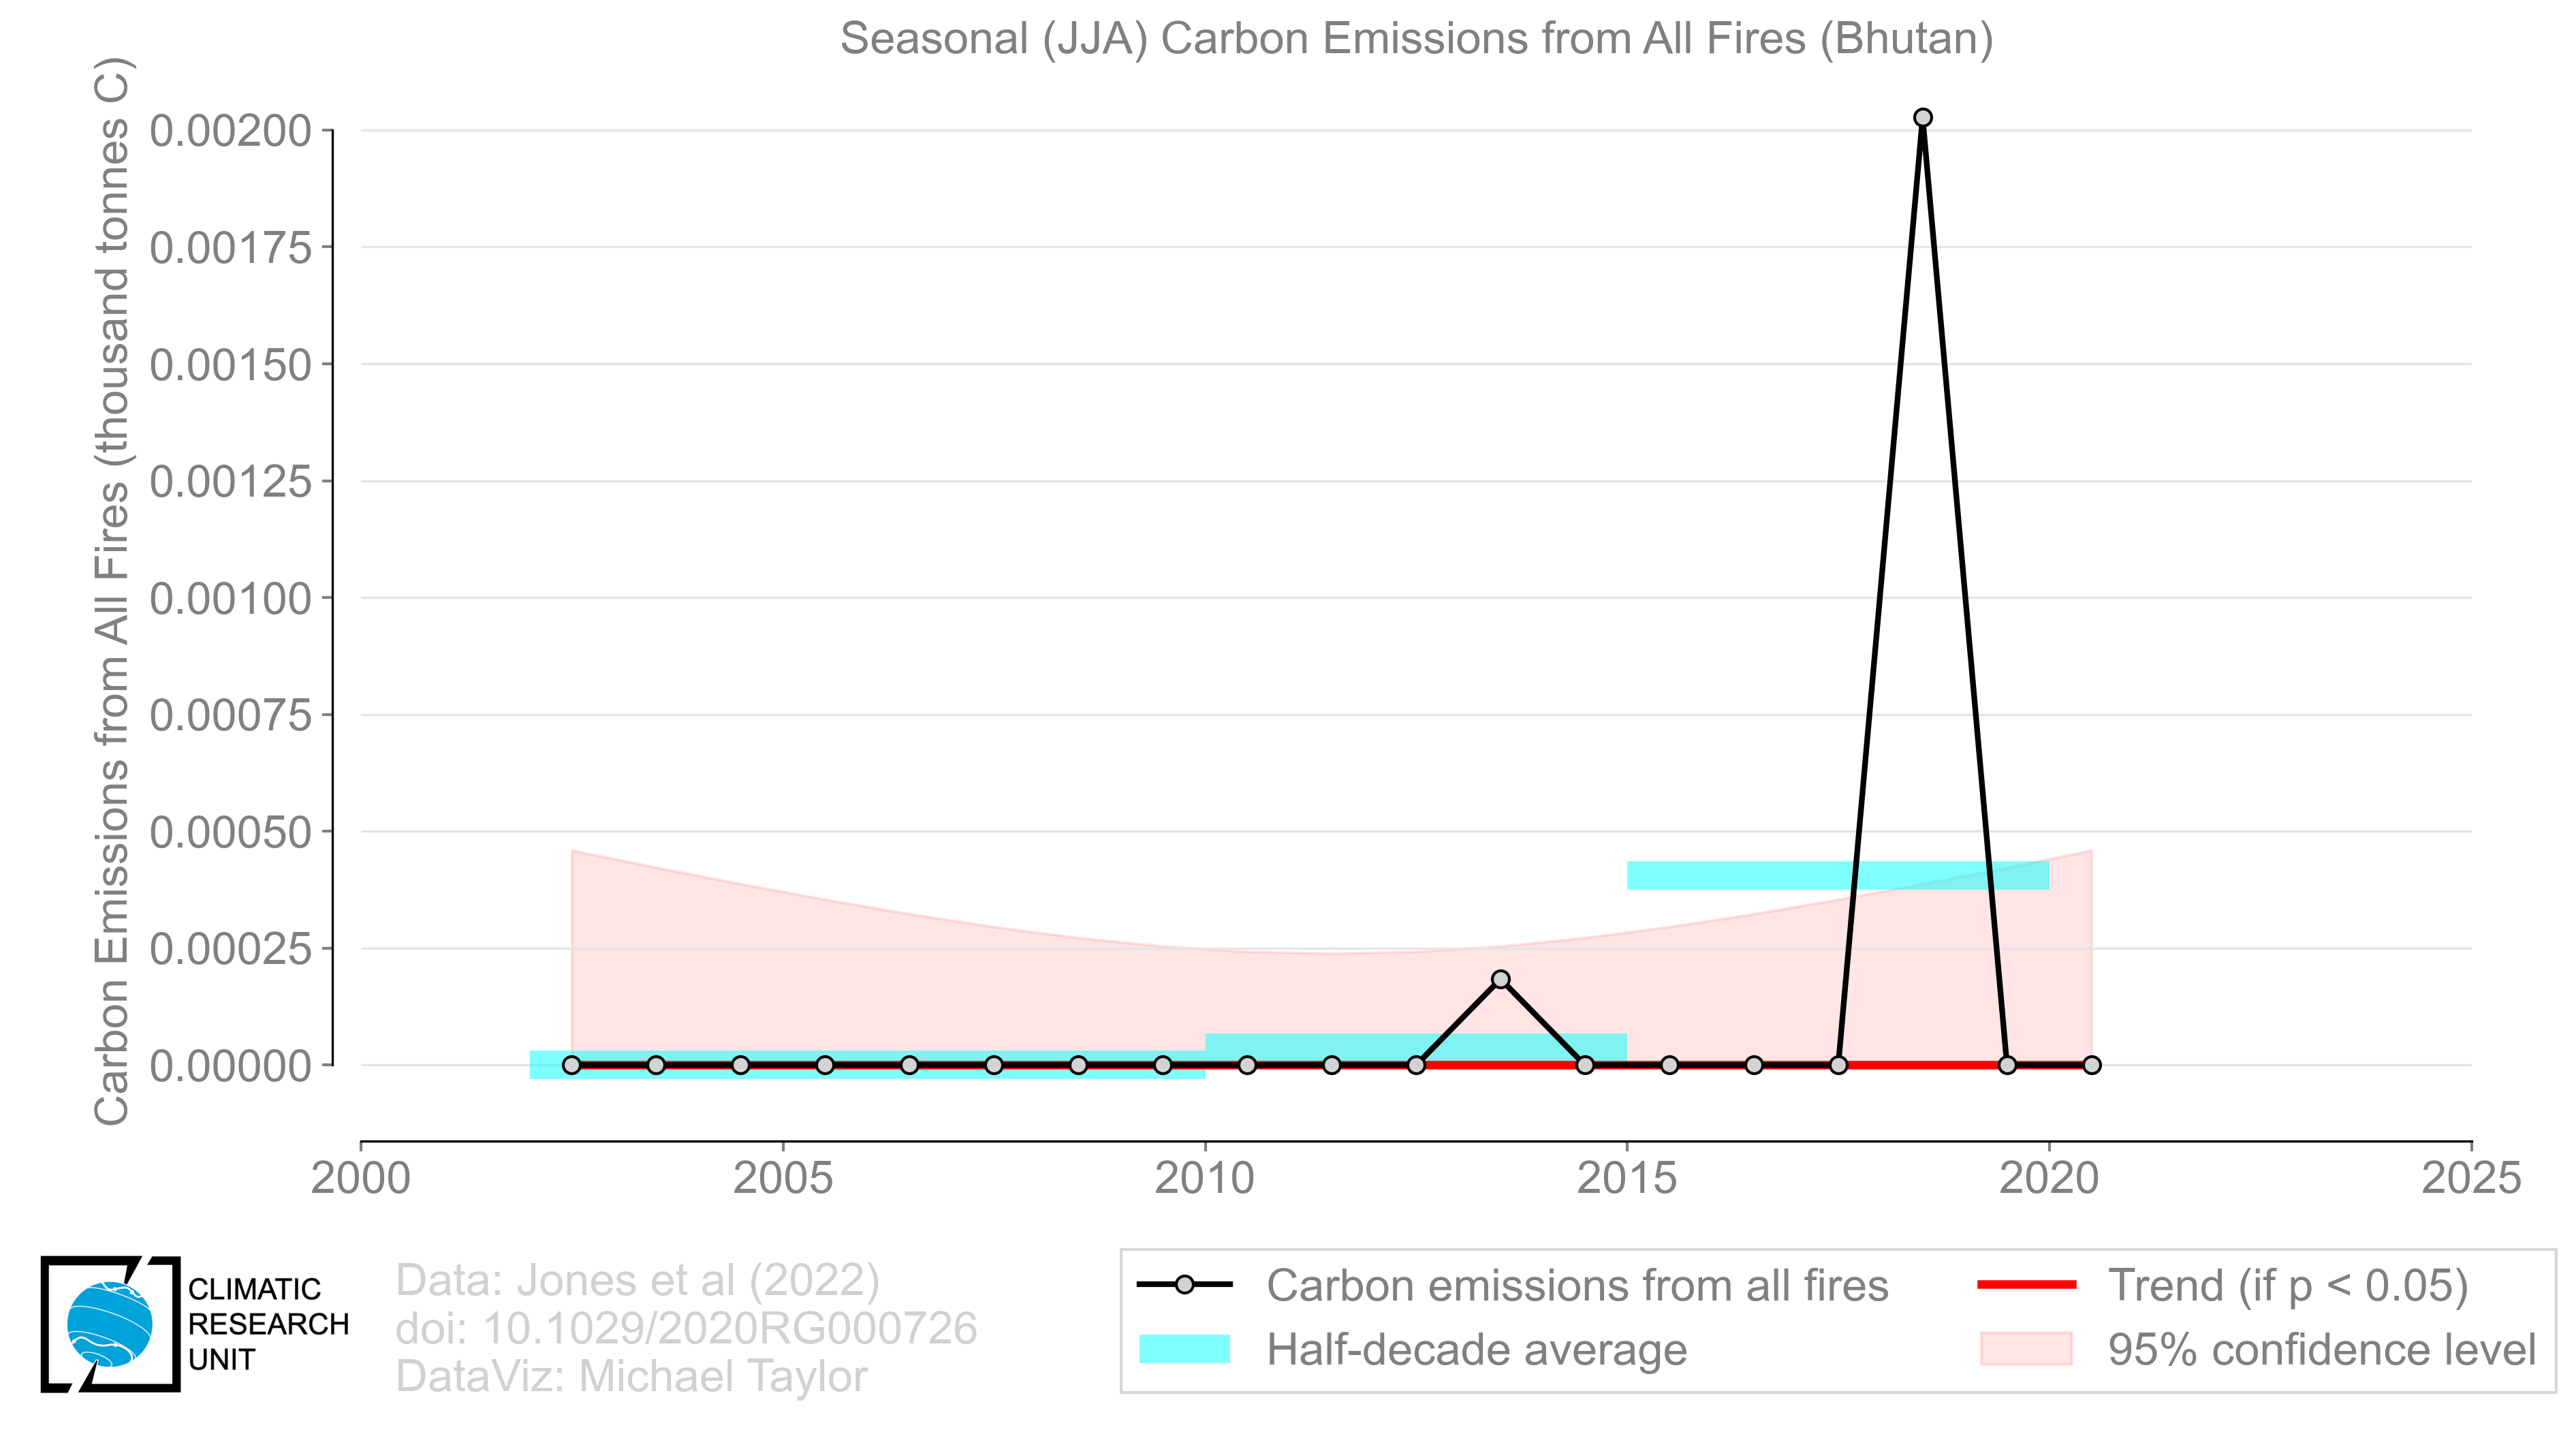 Seasonal (JJA) Carbon Emissions from All Fires (Bhutan)
Carbon Emissions from All Fires (thousand tonnes C)
0.00200
0.00175
0.00150
0.00125
0.00100
0.00075
0.00050
0.00025
0.00000
2000 2005 2010 2015 2020 2025
CLIMATIC
RESEARCH
UNIT
Data: Jones et al (2022)
doi: 10.1029/2020RG000726
DataViz: Michael Taylor
Carbon emissions from all fires
Half-decade average
Trend (if p < 0.05)
95% confidence level